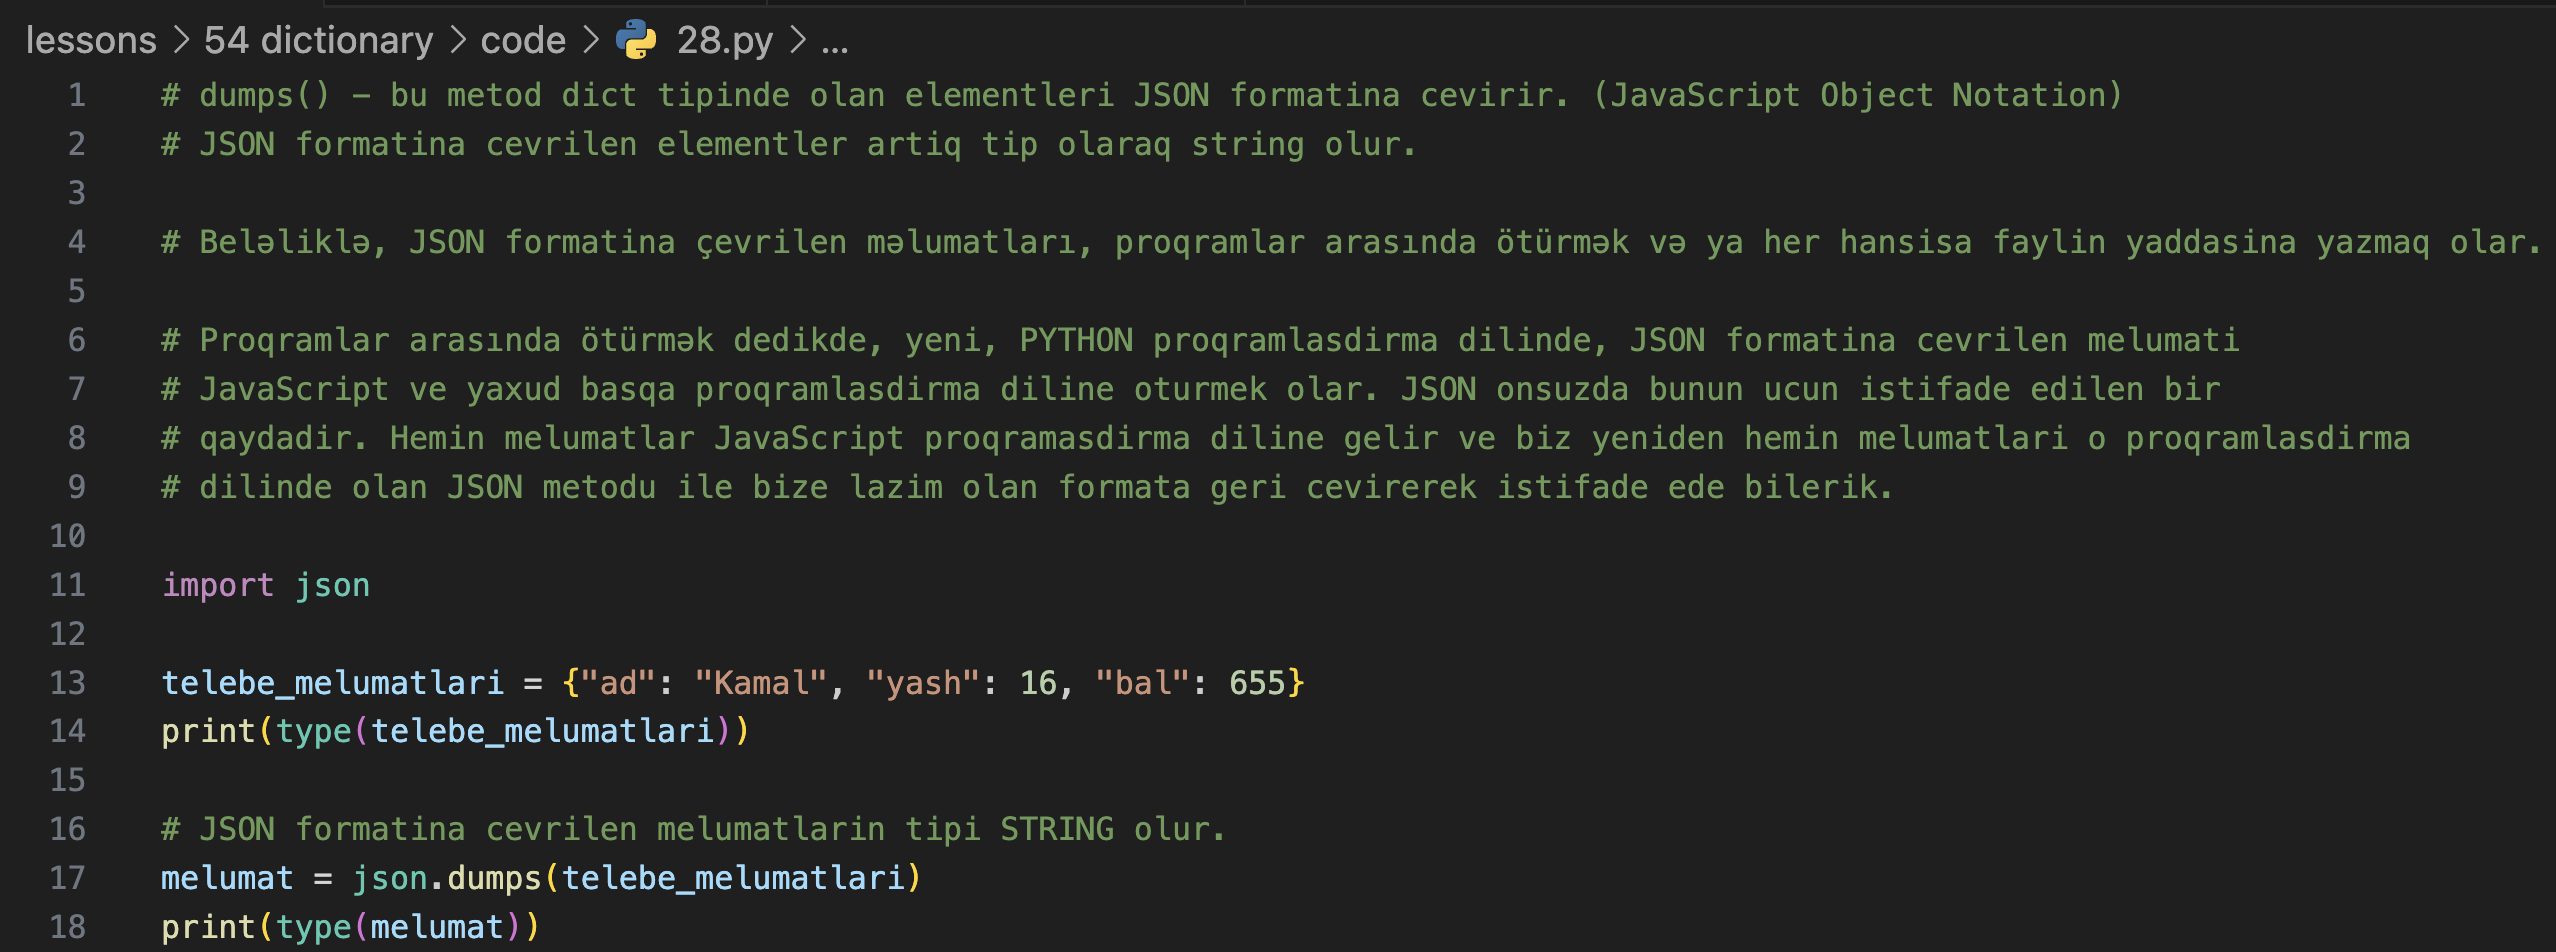 lessons > 54 dictionary > code > 28.py > ...
1 # dumps() - bu metod dict tipinde olan elementleri JSON formatina cevirir. (JavaScript Object Notation)
2 # JSON formatina cevrilen elementler artiq tip olaraq string olur.
3
4 # Beləliklə, JSON formatina çevrilen məlumatları, proqramlar arasında ötürmək və ya her hansisa faylin yaddasina yazmaq olar.
5
6 # Proqramlar arasında ötürmək dedikde, yeni, PYTHON proqramlasdirma dilinde, JSON formatina cevrilen melumati
7 # JavaScript ve yaxud basqa proqramlasdirma diline oturmek olar. JSON onsuzda bunun ucun istifade edilen bir
8 # qaydadir. Hemin melumatlar JavaScript proqramasdirma diline gelir ve biz yeniden hemin melumatlari o proqramlasdirma
9 # dilinde olan JSON metodu ile bize lazim olan formata geri cevirerek istifade ede bilerik.
10
11 import json
12
13 telebe_melumatlari = {"ad": "Kamal", "yash": 16, "bal": 655}
14 print(type(telebe_melumatlari))
15
16 # JSON formatina cevrilen melumatlarin tipi STRING olur.
17 melumat = json.dumps(telebe_melumatlari)
18 print(type(melumat))